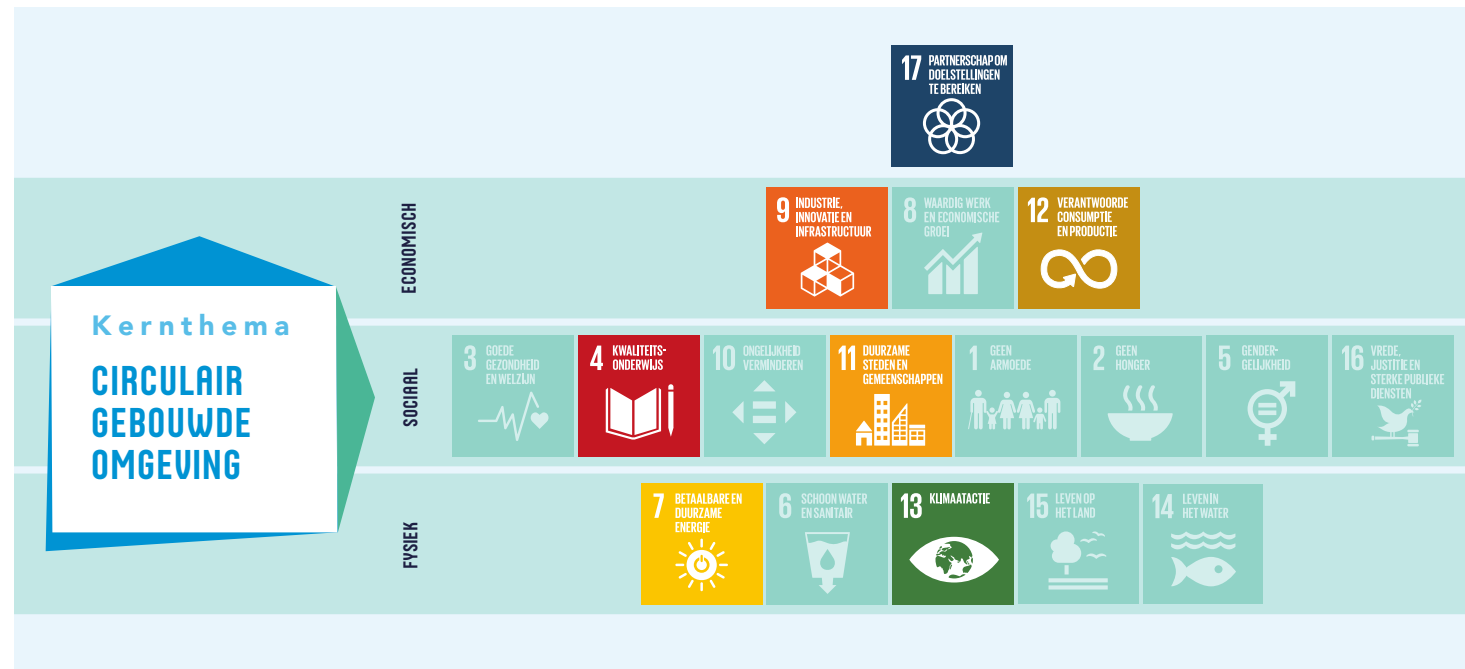 17 PARTNERSCHAP OM
DOELSTELLINGEN
TE BEREIKEN
ECONOMISCH
9 INDUSTRIE,
INNOVATIE EN
INFRASTRUCTUUR
8 WAARDIG WERK
EN ECONOMISCHE
GROEI
12 VERANTWOORDE
CONSUMPTIE
EN PRODUCTIE
Kernthema
CIRCULAIR
GEBOUWDE
OMGEVING
SOCIAAL
3 GOEDE
GEZONDHEID
EN WELZIJN
4 KWALITEITS-
ONDERWIJS
10 ONGELIJKHEID
VERMINDEREN
11 DUURZAME
STEDEN EN
GEMEENSCHAPPEN
1 GEEN
ARMOEDE
2 GEEN
HONGER
5 GENDER-
GELIJKHEID
16 VREDE,
JUSTITIE EN
STERKE PUBLIEKE
DIENSTEN
FYSIEK
7 BETAALBARE EN
DUURZAME
ENERGIE
6 SCHOON WATER
EN SANITAIR
13 KLIMAATACTIE
15 LEVEN OP
HET LAND
14 LEVEN IN
HET WATER